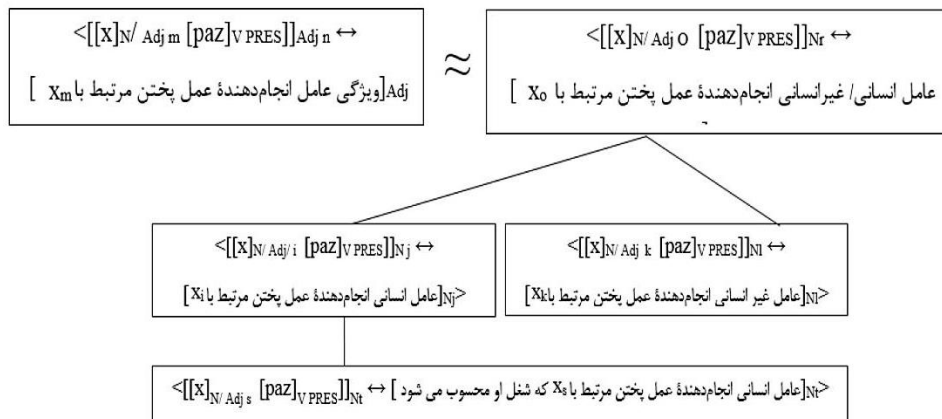 <[[x]N/ Adj m [paz]V PRES]]Adj n ↔
[ویژگی عامل انجام‌دهندهٔ عمل پختن مرتبط با xm ]Adj
≈
<[[x]N/ Adj O [paz]V PRES]]Nr ↔
عامل انسانی/ غیرانسانی انجام‌دهندهٔ عمل پختن مرتبط با xo ]
<[[x]N/ Adj/ i [paz]V PRES]]N j ↔
[عامل انسانی انجام‌دهندهٔ عمل پختن مرتبط با xi]Nj>
<[[x]N/ Adj k [paz]V PRES]]Nl ↔
[عامل غیر انسانی انجام‌دهندهٔ عمل پختن مرتبط با xk]Nl>
<[[x]N/ Adj s [paz]V PRES]]Nt ↔ [عامل انسانی انجام‌دهندهٔ عمل پختن مرتبط با xs که شغل او محسوب می شود ]Nt>